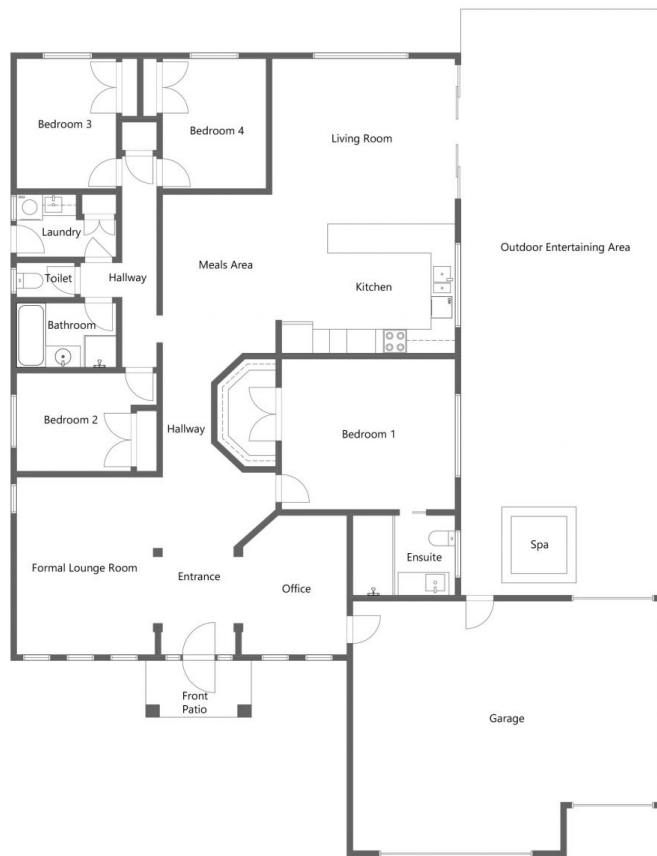 Bedroom 3
Bedroom 4
Living Room
Laundry
Outdoor Entertaining Area
Meals Area
Toilet
Hallway
Kitchen
Bathroom
Bedroom 2
Hallway
Bedroom 1
Spa
Ensuite
Formal Lounge Room
Entrance
Office
Front
Patio
Garage